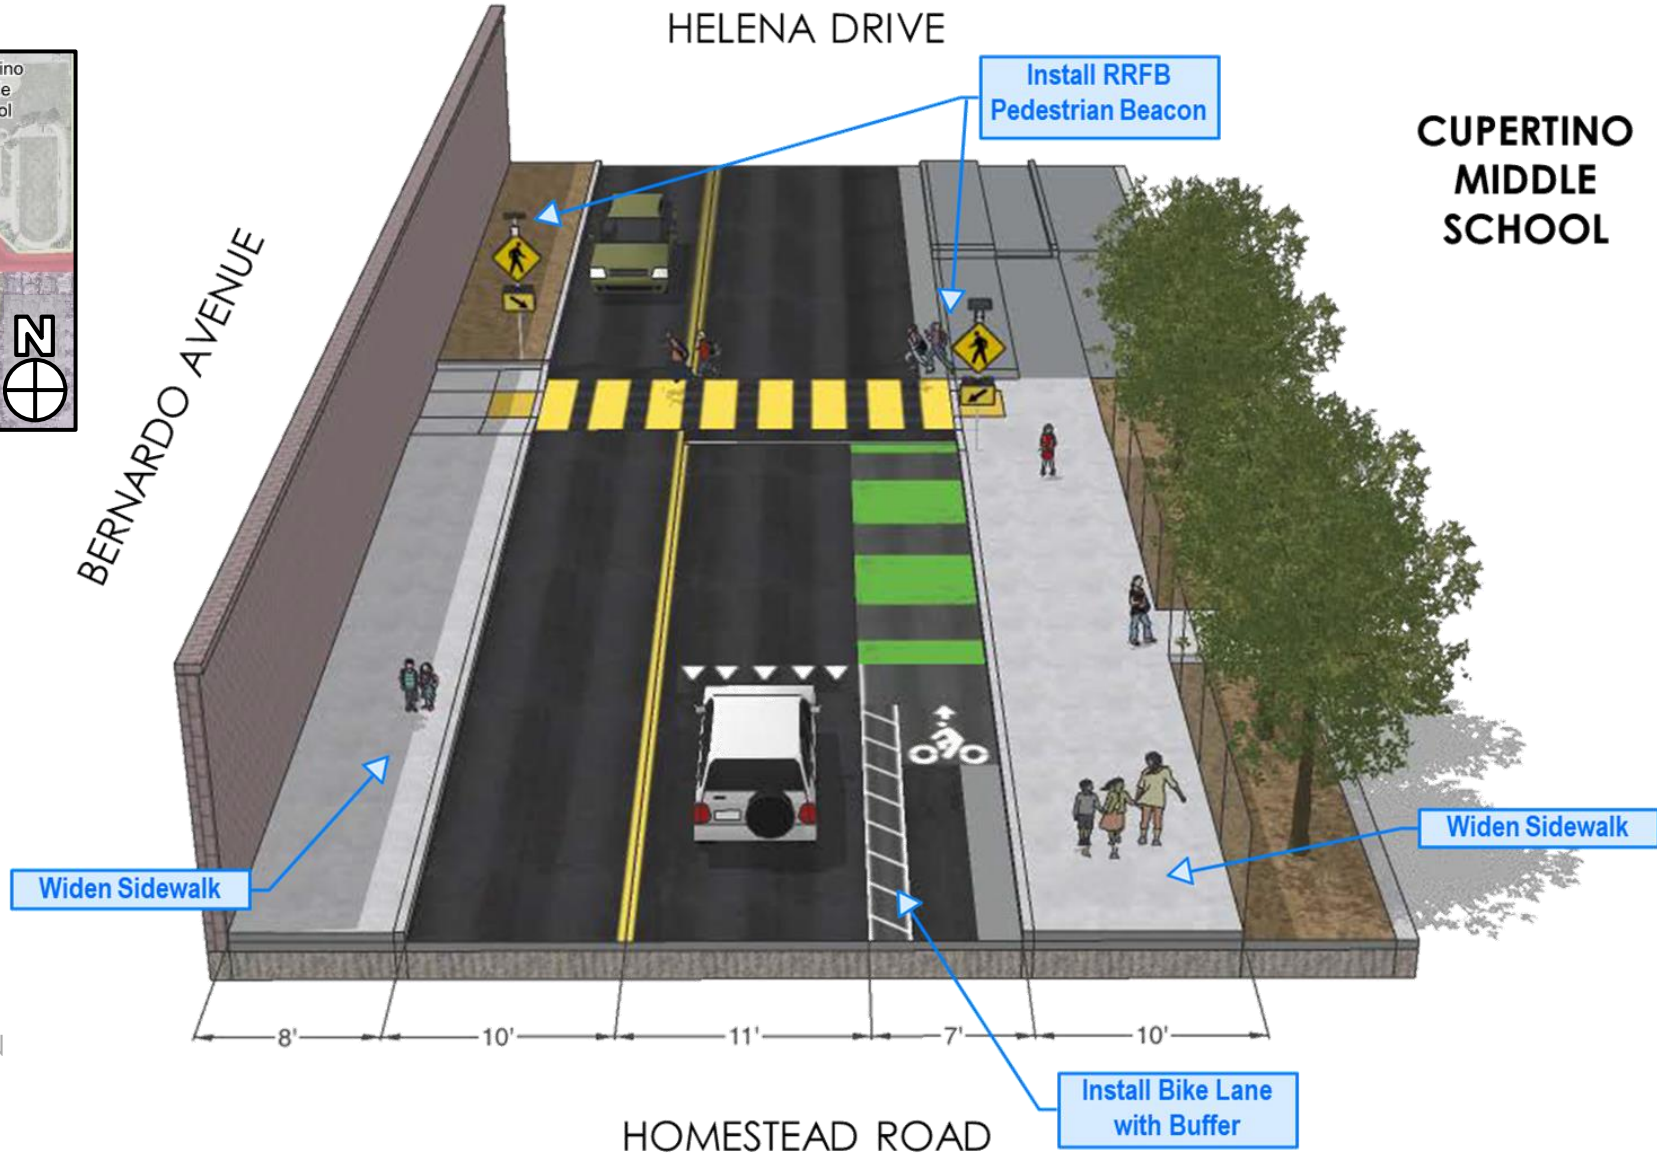 HELENA DRIVE
Install RRFB
Pedestrian Beacon
CUPERTINO
MIDDLE
SCHOOL
N
BERNARDO AVENUE
Widen Sidewalk
Widen Sidewalk
8'
10'
11'
7'
10'
Install Bike Lane
with Buffer
HOMESTEAD ROAD